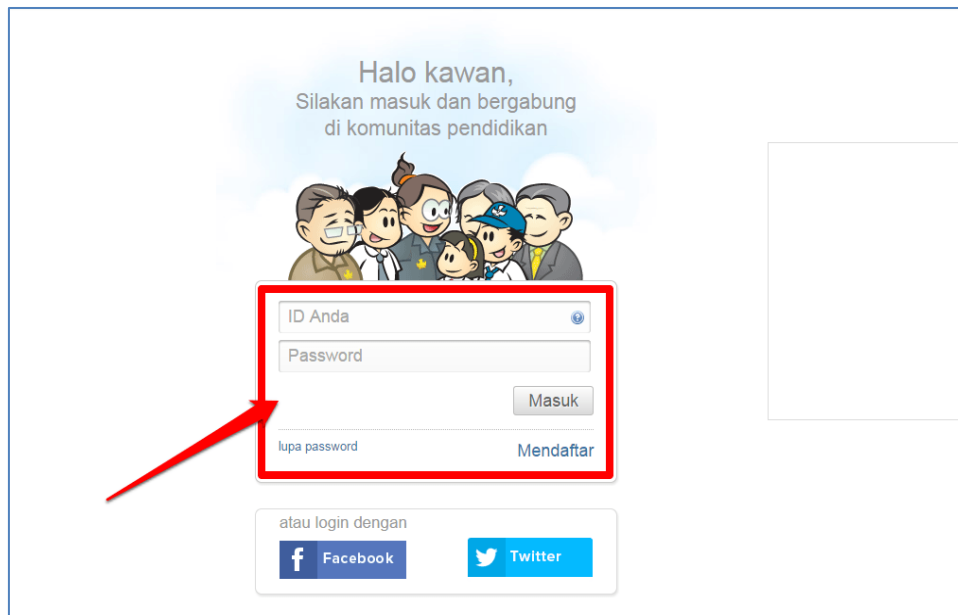 Halo kawan,
Silakan masuk dan bergabung
di komunitas pendidikan
ID Anda
Password
Masuk
lupa password
Mendaftar
atau login dengan
f Facebook
Twitter